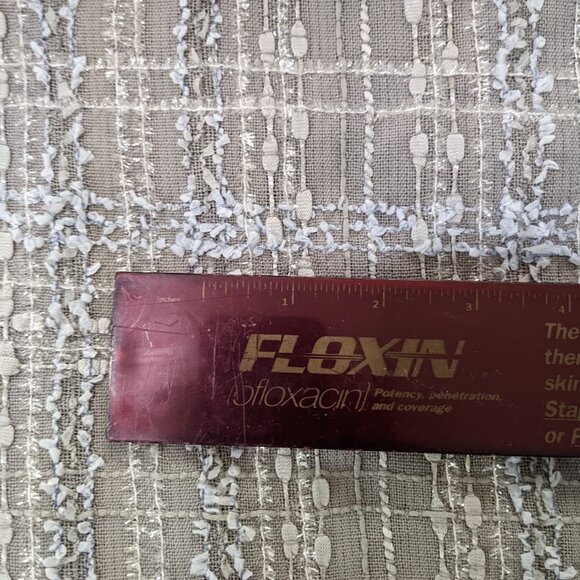 Inches 1 2 3 4
FLOXIN
[ofloxacin] Potency, penetration,
and coverage
The
ther
skin
Sta
or